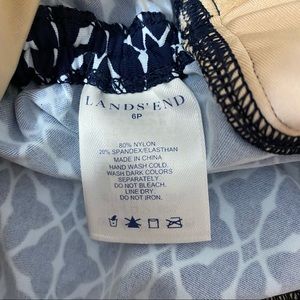 LANDS' END
6P
80% NYLON
20% SPANDEX/ELASTHAN
MADE IN CHINA
HAND WASH COLD.
WASH DARK COLORS
SEPARATELY
DO NOT BLEACH.
LINE DRY
DO NOT IRON.